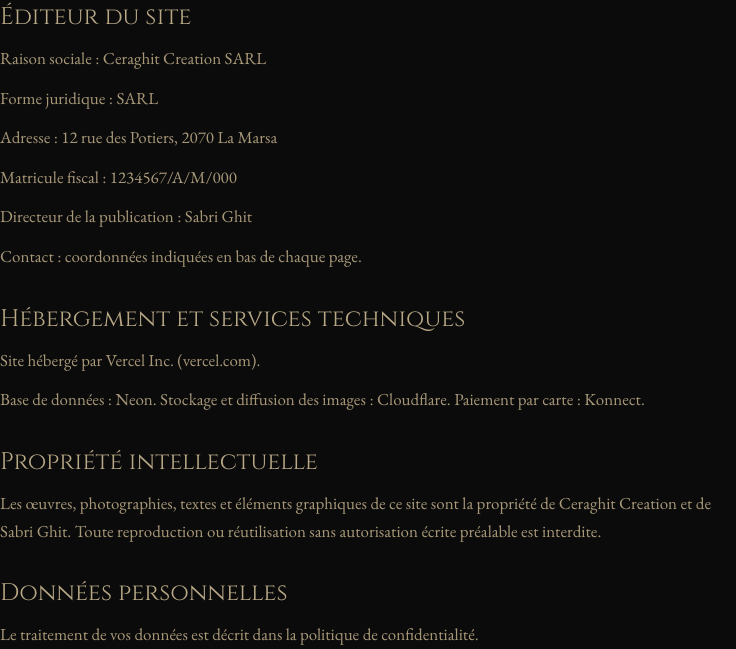 Éditeur du site
Raison sociale : Ceraghit Creation SARL
Forme juridique : SARL
Adresse : 12 rue des Potiers, 2070 La Marsa
Matricule fiscal : 1234567/A/M/000
Directeur de la publication : Sabri Ghit
Contact : coordonnées indiquées en bas de chaque page.
Hébergement et services techniques
Site hébergé par Vercel Inc. (vercel.com).
Base de données : Neon. Stockage et diffusion des images : Cloudflare. Paiement par carte : Konnect.
Propriété intellectuelle
Les œuvres, photographies, textes et éléments graphiques de ce site sont la propriété de Ceraghit Creation et de
Sabri Ghit. Toute reproduction ou réutilisation sans autorisation écrite préalable est interdite.
Données personnelles
Le traitement de vos données est décrit dans la politique de confidentialité.